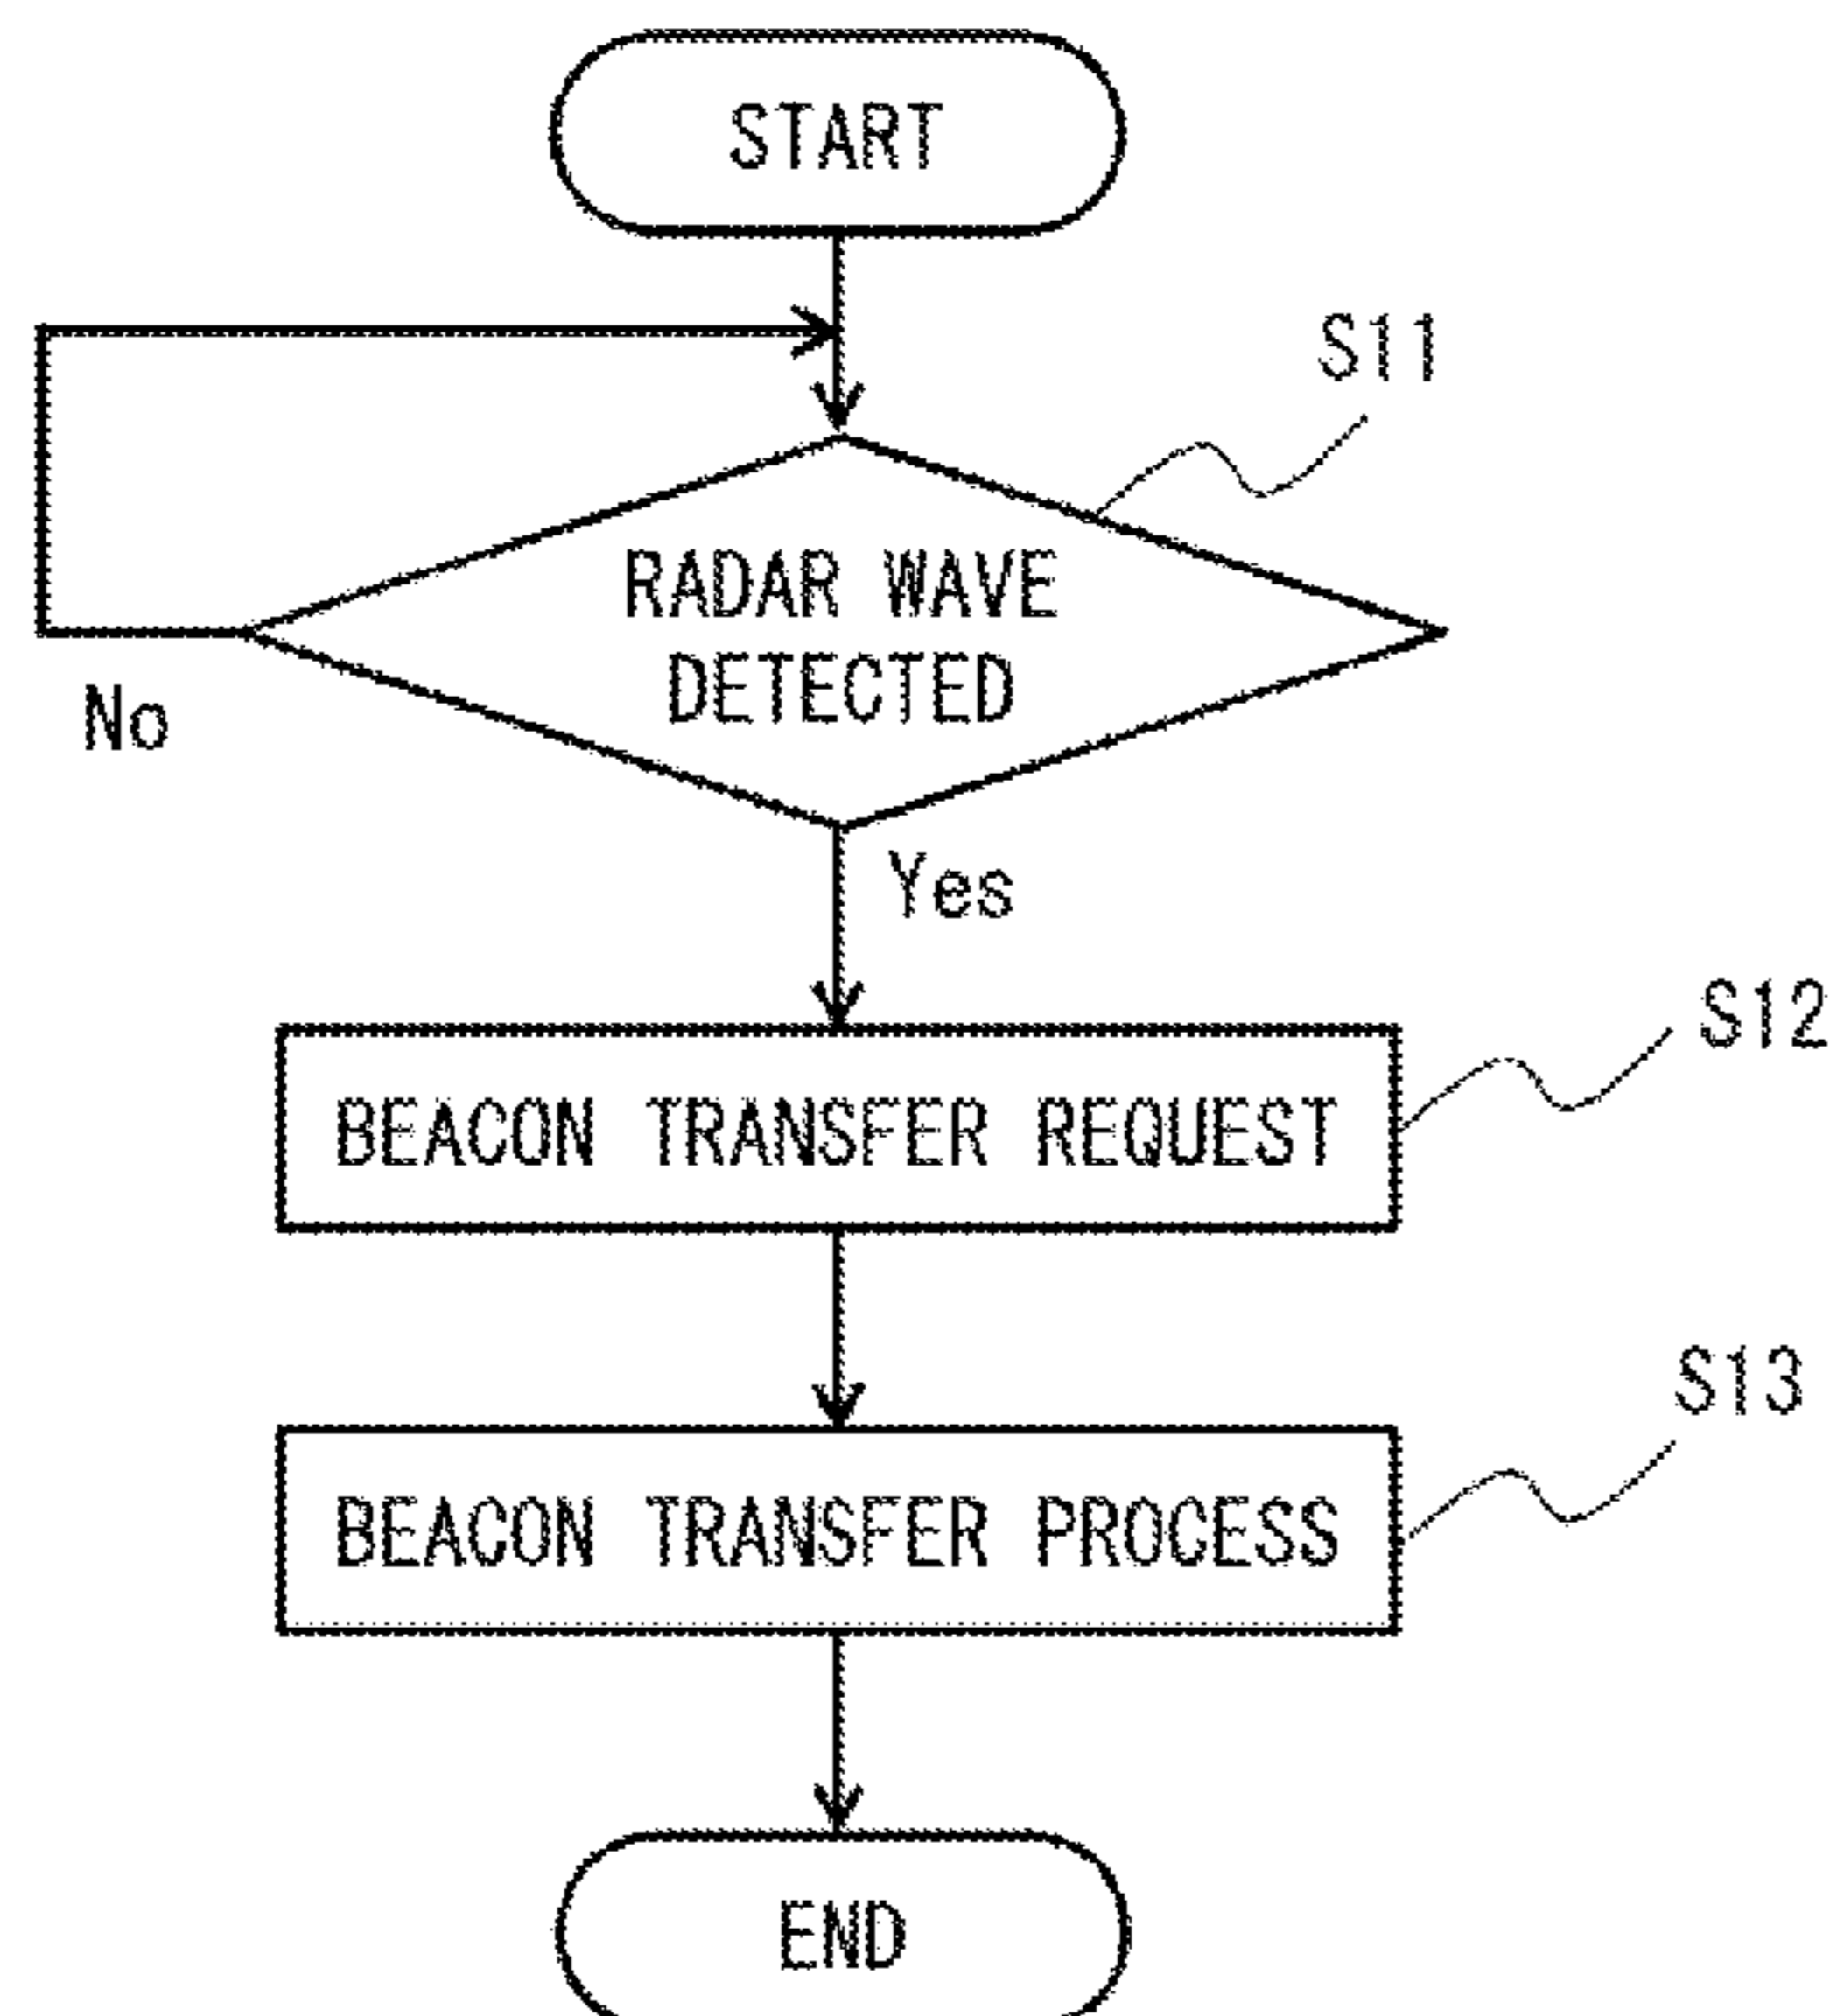 START
S11
RADAR WAVE
DETECTED
No
Yes
S12
BEACON TRANSFER REQUEST
S13
BEACON TRANSFER PROCESS
END